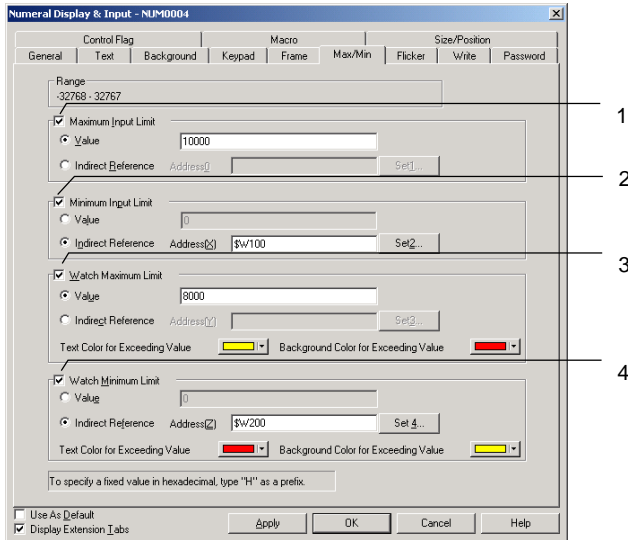 Numeral Display & Input - NUM0004
Control Flag Macro Size/Position
General Text Background Keypad Frame Max/Min Flicker Write Password
Range
-32768 - 32767
1
Maximum Input Limit
Value 10000
Indirect Reference Address0 Set1...
2
Minimum Input Limit
Value 0
Indirect Reference Address(X) $W100 Set2...
3
Watch Maximum Limit
Value 8000
Indirect Reference Address(Y) Set3...
Text Color for Exceeding Value Background Color for Exceeding Value
4
Watch Minimum Limit
Value 0
Indirect Reference Address(Z) $W200 Set 4...
Text Color for Exceeding Value Background Color for Exceeding Value
To specify a fixed value in hexadecimal, type "H" as a prefix.
Use As Default
Display Extension Tabs
Apply OK Cancel Help